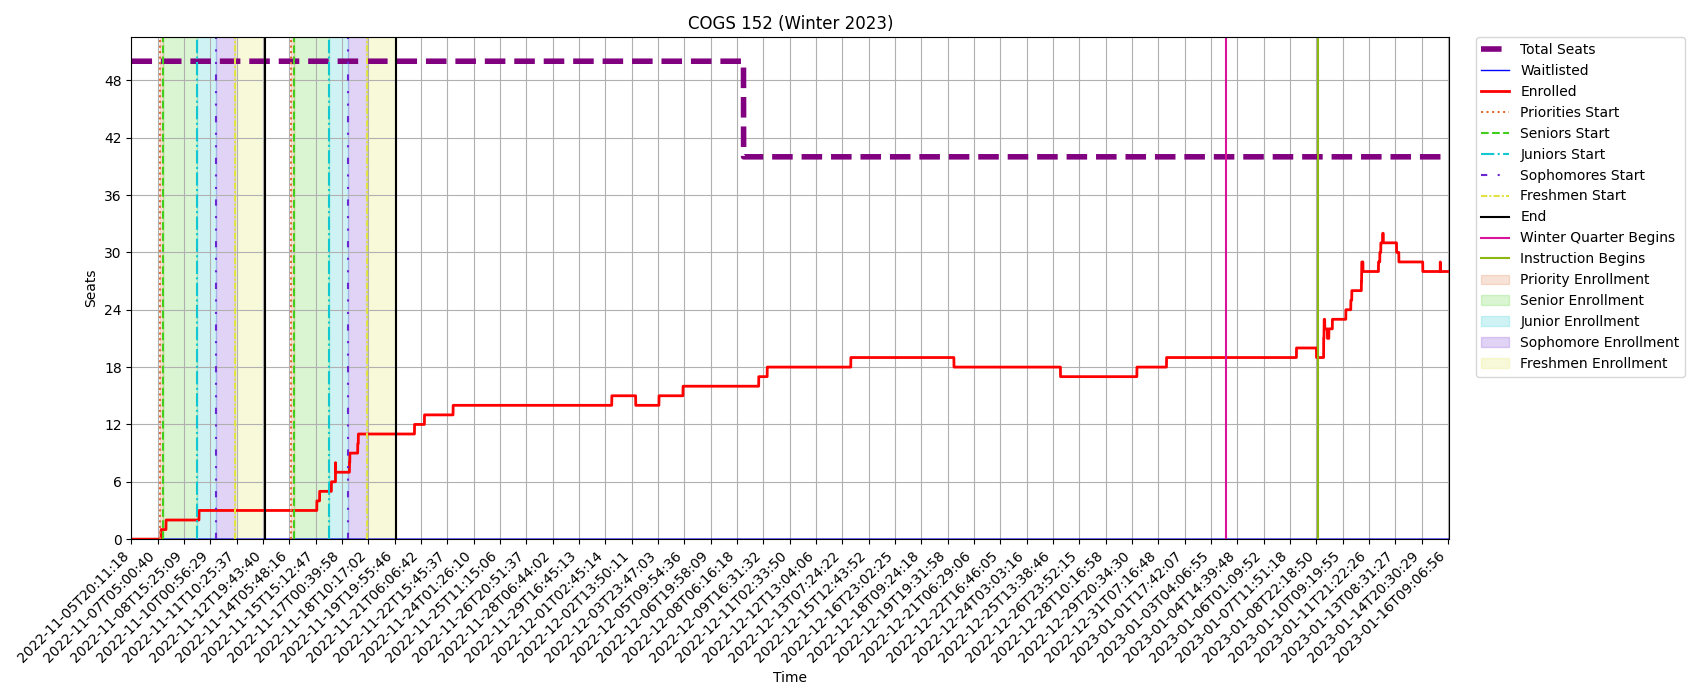 COGS 152 (Winter 2023)
Seats
48
42
36
30
24
18
12
6
0
2022-11-05T20:11:18
2022-11-07T05:00:40
2022-11-08T15:25:09
2022-11-10T00:56:29
2022-11-11T10:25:37
2022-11-12T19:43:40
2022-11-14T05:48:16
2022-11-15T15:12:47
2022-11-17T00:39:58
2022-11-18T10:17:02
2022-11-19T19:55:46
2022-11-21T06:06:42
2022-11-22T15:45:37
2022-11-24T01:26:10
2022-11-25T11:15:06
2022-11-26T20:51:37
2022-11-28T06:44:02
2022-11-29T16:45:13
2022-12-01T02:45:14
2022-12-02T13:50:11
2022-12-03T23:47:03
2022-12-05T09:54:36
2022-12-06T19:58:09
2022-12-08T06:16:18
2022-12-09T16:31:32
2022-12-11T02:33:50
2022-12-12T13:04:06
2022-12-13T07:24:22
2022-12-15T12:43:52
2022-12-16T23:02:25
2022-12-18T09:24:18
2022-12-19T19:31:58
2022-12-21T06:29:06
2022-12-22T16:46:05
2022-12-24T03:03:16
2022-12-25T13:38:46
2022-12-26T23:52:15
2022-12-28T10:16:58
2022-12-29T20:34:30
2022-12-31T07:16:48
2023-01-01T17:42:07
2023-01-03T04:06:55
2023-01-04T14:39:48
2023-01-06T01:09:52
2023-01-07T11:51:18
2023-01-08T22:18:50
2023-01-10T09:19:55
2023-01-11T21:22:26
2023-01-13T08:31:27
2023-01-14T20:30:29
2023-01-16T09:06:56
Time
Total Seats
Waitlisted
Enrolled
Priorities Start
Seniors Start
Juniors Start
Sophomores Start
Freshmen Start
End
Winter Quarter Begins
Instruction Begins
Priority Enrollment
Senior Enrollment
Junior Enrollment
Sophomore Enrollment
Freshmen Enrollment